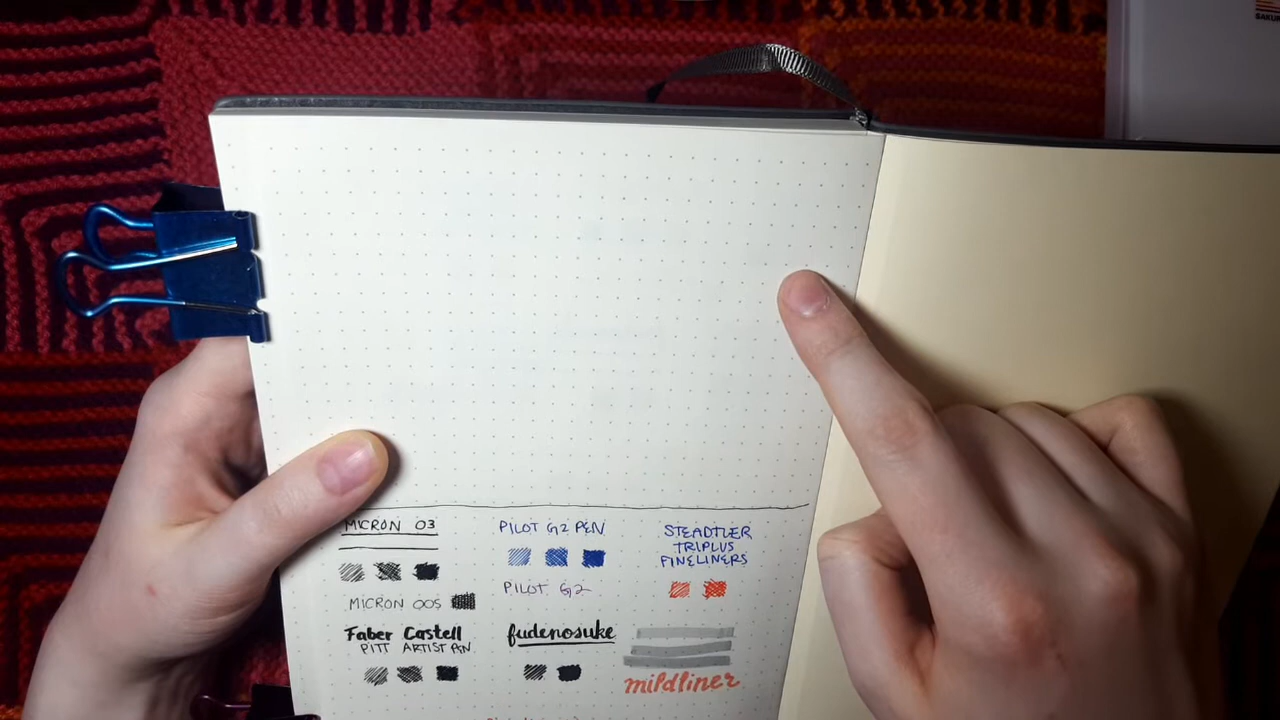 MICRON 03
PILOT G2 PEN
STEADTLER
TRIPLUS
FINELINERS
MICRON 005
PILOT G2
Faber Castell
PITT ARTIST PEN
fudenosuke
mildliner